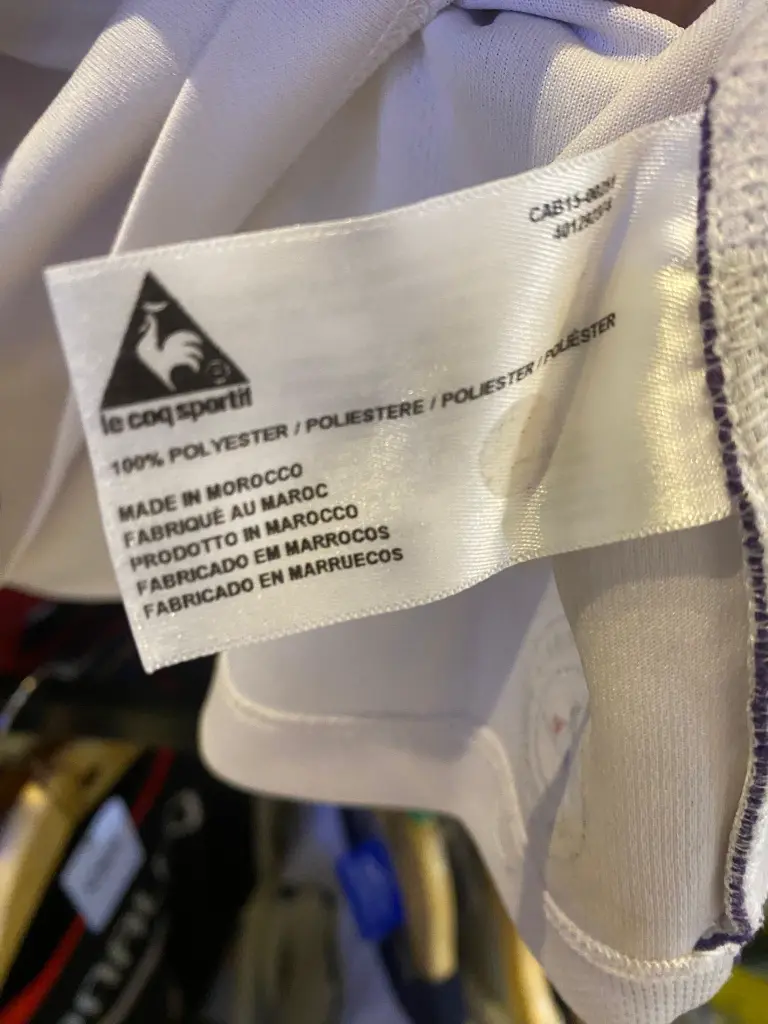 le coq sportif
100% POLYESTER / POLIESTERE / POLIESTER / POLIÉSTER
MADE IN MOROCCO
FABRIQUÉ AU MAROC
PRODOTTO IN MAROCCO
FABRICADO EM MARROCOS
FABRICADO EN MARRUECOS